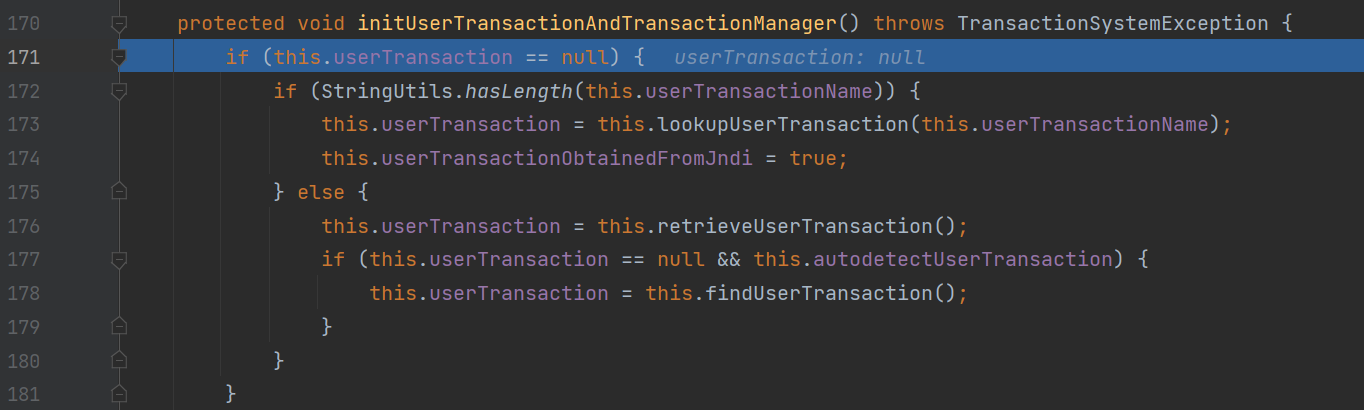 170 protected void initUserTransactionAndTransactionManager() throws TransactionSystemException {
171 if (this.userTransaction == null) { userTransaction: null
172 if (StringUtils.hasLength(this.userTransactionName)) {
173 this.userTransaction = this.lookupUserTransaction(this.userTransactionName);
174 this.userTransactionObtainedFromJndi = true;
175 } else {
176 this.userTransaction = this.retrieveUserTransaction();
177 if (this.userTransaction == null && this.autodetectUserTransaction) {
178 this.userTransaction = this.findUserTransaction();
179 }
180 }
181 }